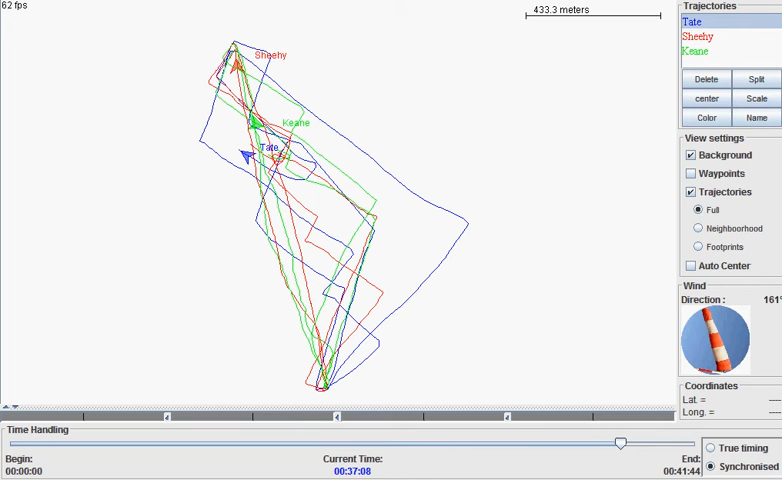 62 fps
433.3 meters
Sheehy
Keane
Tate
Trajectories
Tate
Sheehy
Keane
Delete
Split
center
Scale
Color
Name
View settings
Background
Waypoints
Trajectories
Full
Neighbourhood
Footprints
Auto Center
Wind
Direction : 161°
Coordinates
Lat. = ----
Long. = ----
Time Handling
Begin:
00:00:00
Current Time:
00:37:08
End:
00:41:44
True timing
Synchronised